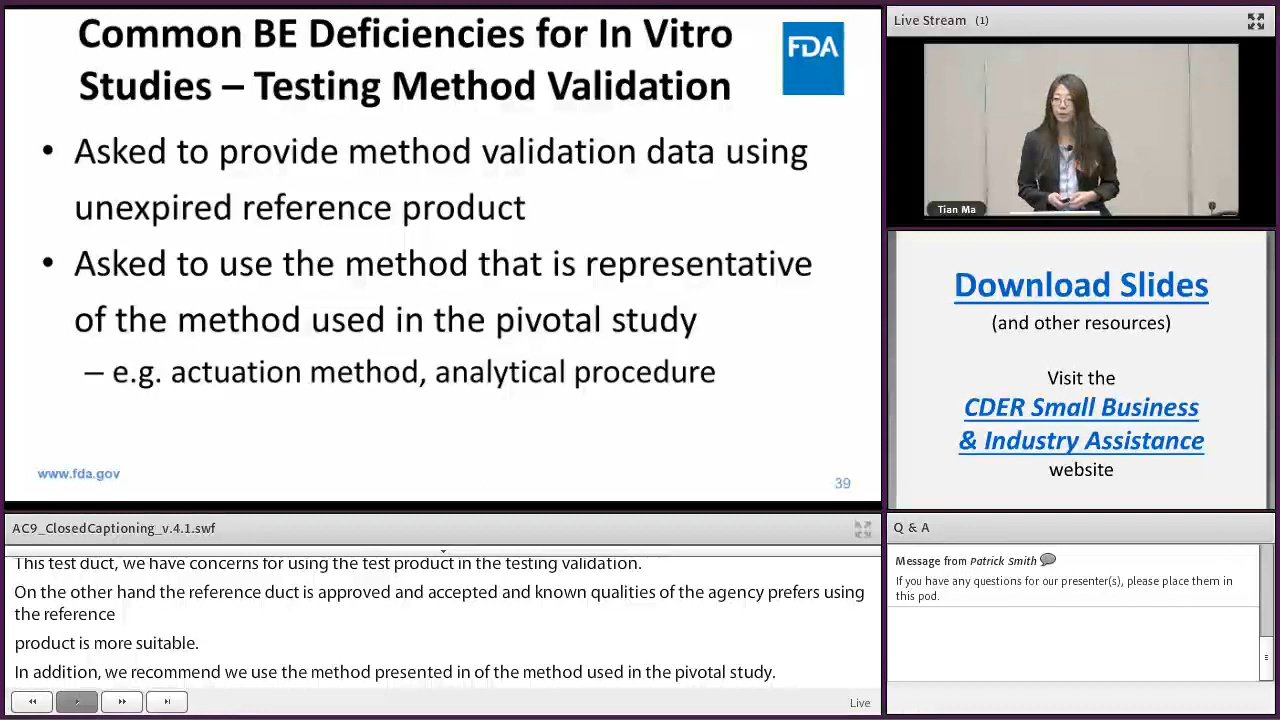 Common BE Deficiencies for In Vitro
Studies – Testing Method Validation
FDA
• Asked to provide method validation data using
unexpired reference product
• Asked to use the method that is representative
of the method used in the pivotal study
– e.g. actuation method, analytical procedure
www.fda.gov
39
Live Stream (1)
Tian Ma
Download Slides
(and other resources)
Visit the
CDER Small Business
& Industry Assistance
website
AC9_ClosedCaptioning_v.4.1.swf
This test duct, we have concerns for using the test product in the testing validation.
On the other hand the reference duct is approved and accepted and known qualities of the agency prefers using
the reference
product is more suitable.
In addition, we recommend we use the method presented in of the method used in the pivotal study.
Live
Q & A
Message from Patrick Smith
If you have any questions for our presenter(s), please place them in
this pod.